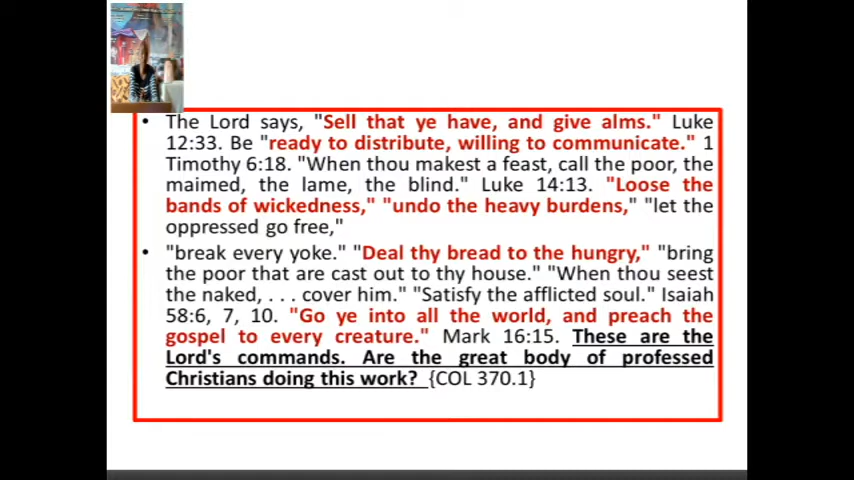 • The Lord says, "Sell that ye have, and give alms." Luke
12:33. Be "ready to distribute, willing to communicate." 1
Timothy 6:18. "When thou makest a feast, call the poor, the
maimed, the lame, the blind." Luke 14:13. "Loose the
bands of wickedness," "undo the heavy burdens," "let the
oppressed go free,"
• "break every yoke." "Deal thy bread to the hungry," "bring
the poor that are cast out to thy house." "When thou seest
the naked, . . . cover him." "Satisfy the afflicted soul." Isaiah
58:6, 7, 10. "Go ye into all the world, and preach the
gospel to every creature." Mark 16:15. These are the
Lord's commands. Are the great body of professed
Christians doing this work? {COL 370.1}